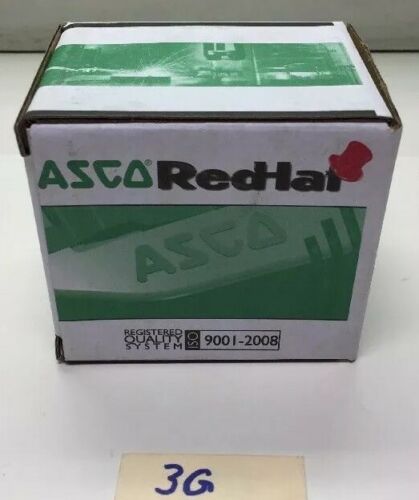 ASCO® RedHat
ASCO
REGISTERED
QUALITY
SYSTEM
ISO 9001-2008
3G